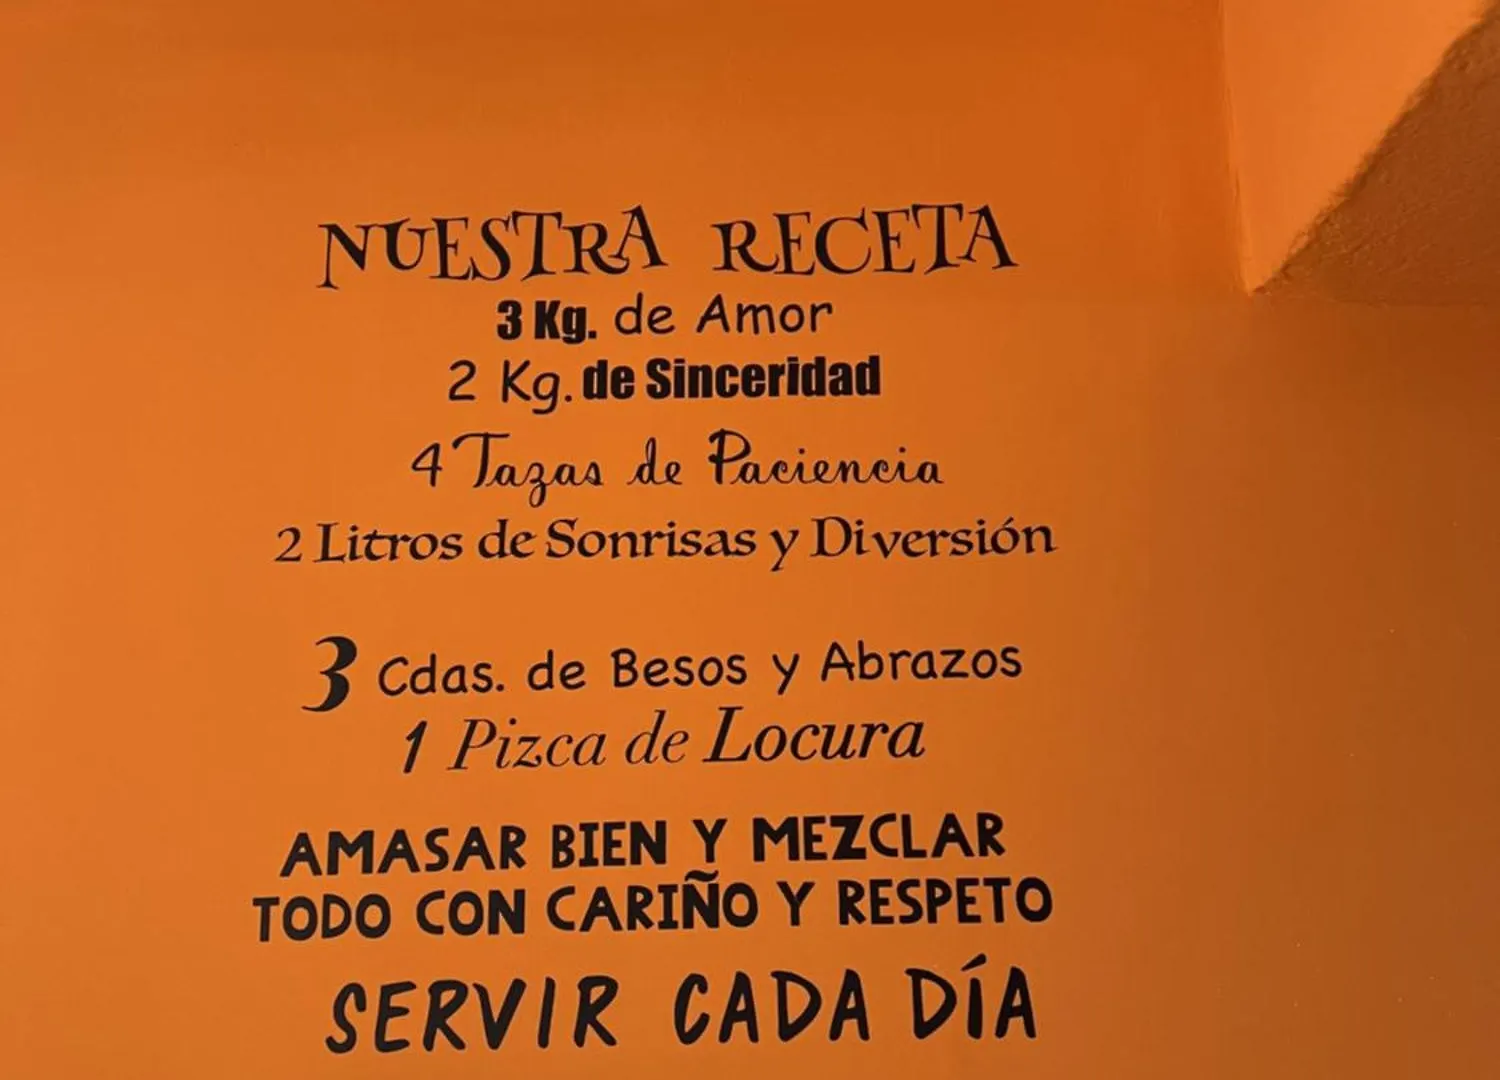 NUESTRA RECETA
3 Kg. de Amor
2 Kg. de Sinceridad
4 Tazas de Paciencia
2 Litros de Sonrisas y Diversión
3 Cdas. de Besos y Abrazos
1 Pizca de Locura
AMASAR BIEN Y MEZCLAR
TODO CON CARIÑO Y RESPETO
SERVIR CADA DÍA